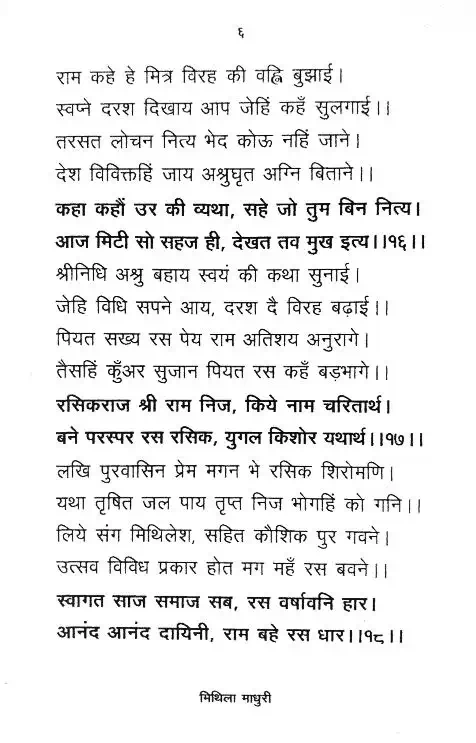 ६
राम कहे हे मित्र विरह की वह्नि बुझाई।
स्वप्ने दरश दिखाय आप जेहिं कहँ सुलगाई।।
तरसत लोचन नित्य भेद कोऊ नहिं जाने।
देश विविक्तहिं जाय अश्रुघृत अग्नि बिताने।।
कहा कहौं उर की व्यथा, सहे जो तुम बिन नित्य।
आज मिटी सो सहज ही, देखत तव मुख इत्य।।१६।।
श्रीनिधि अश्रु बहाय स्वयं की कथा सुनाई।
जेहि विधि सपने आय, दरश दै विरह बढ़ाई।।
पियत सख्य रस पेय राम अतिशय अनुरागे।
तैसहिं कुँअर सुजान पियत रस कहँ बड़भागे।।
रसिकराज श्री राम निज, किये नाम चरितार्थ।
बने परस्पर रस रसिक, युगल किशोर यथार्थ।।१७।।
लखि पुरवासिन प्रेम मगन भे रसिक शिरोमणि।
यथा तृषित जल पाय तृप्त निज भोगहिं को गनि।।
लिये संग मिथिलेश, सहित कौशिक पुर गवने।
उत्सव विविध प्रकार होत मग महँ रस बवने।।
स्वागत साज समाज सब, रस वर्षावनि हार।
आनंद आनंद दायिनी, राम बहे रस धार।।१८।।
मिथिला माधुरी